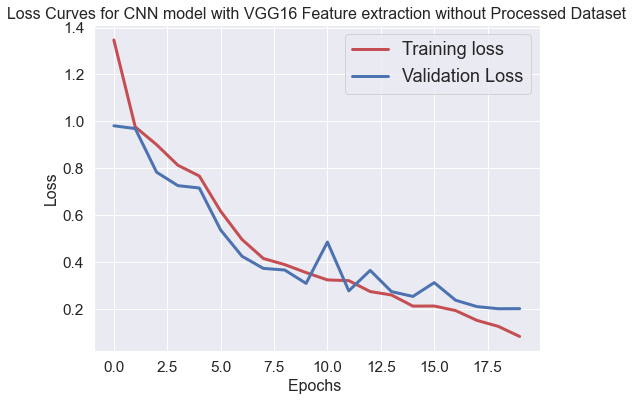 Loss Curves for CNN model with VGG16 Feature extraction without Processed Dataset
Training loss
Validation Loss
1.4
1.2
1.0
0.8
0.6
0.4
0.2
Loss
0.0 2.5 5.0 7.5 10.0 12.5 15.0 17.5
Epochs